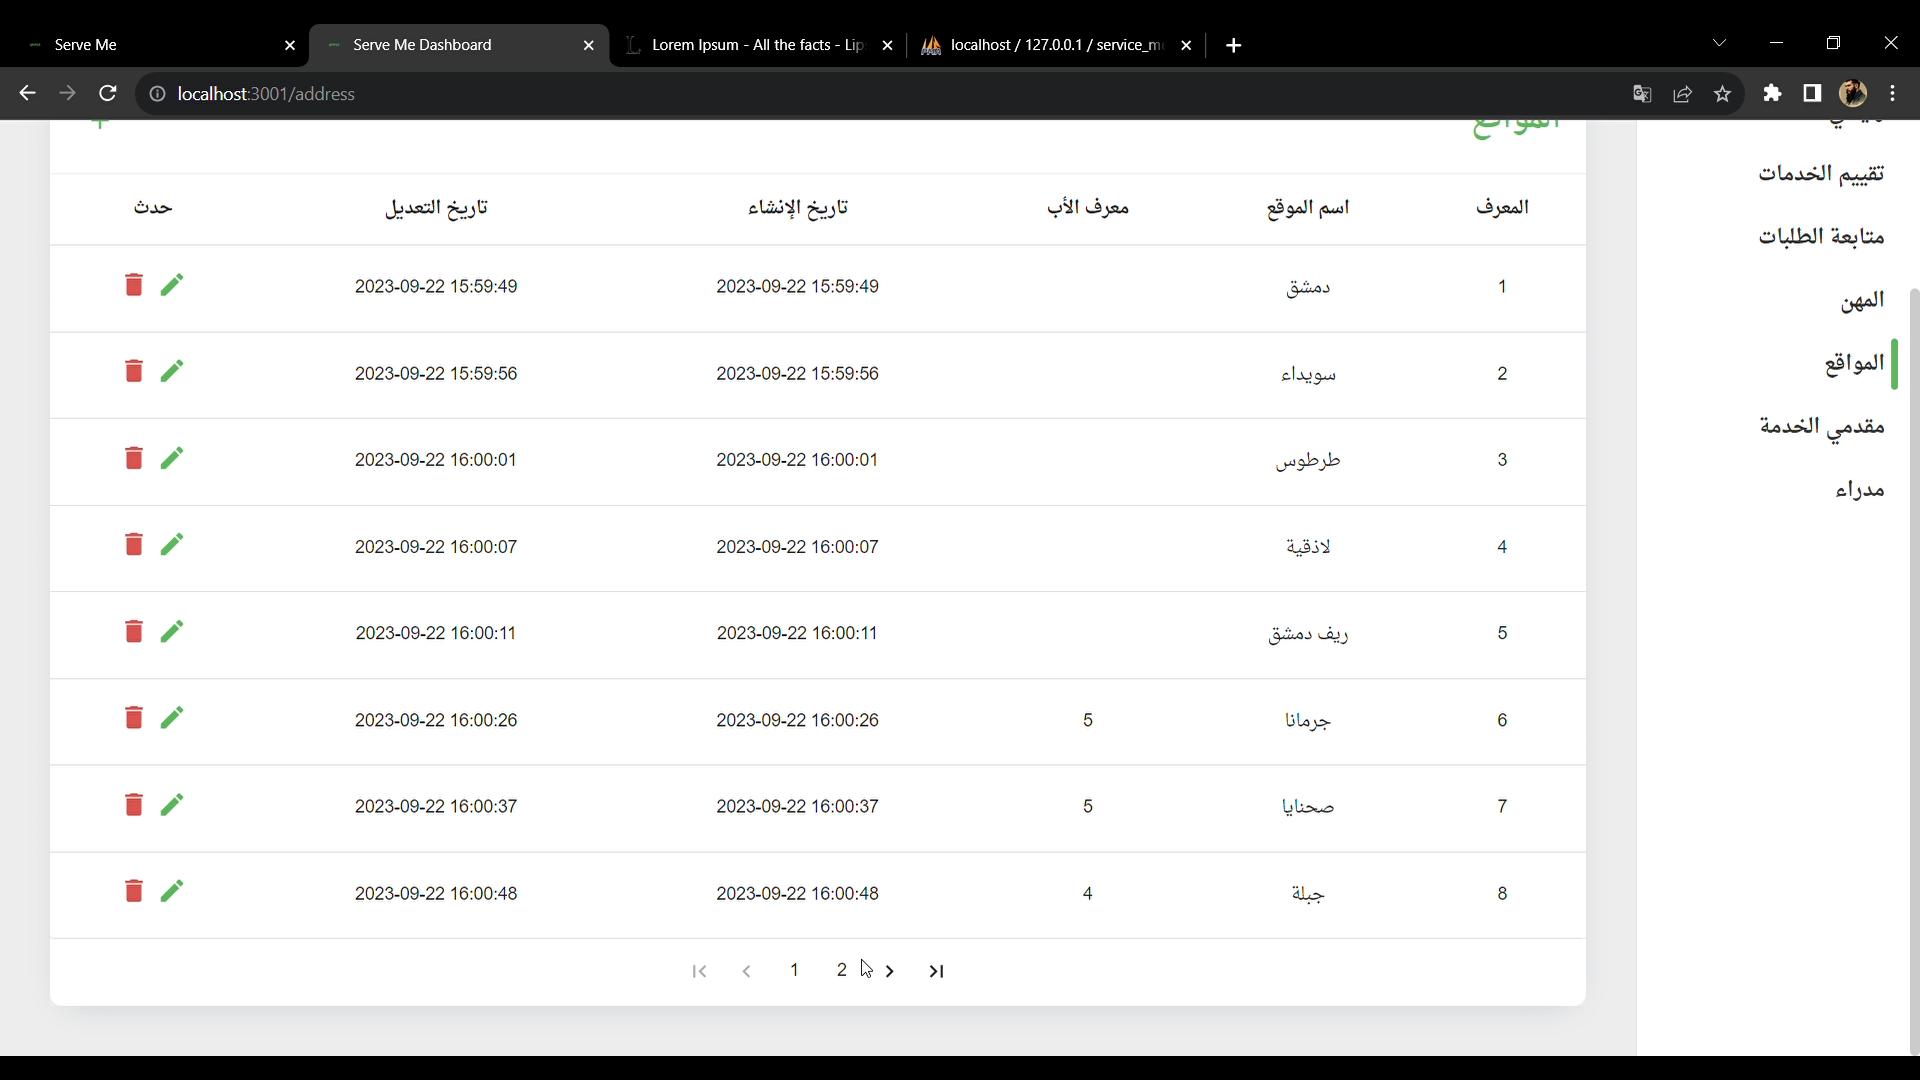 Serve Me
Serve Me Dashboard
Lorem Ipsum - All the facts - Lip
localhost / 127.0.0.1 / service_m
localhost:3001/address
المواقع
المعرف اسم الموقع معرف الأب تاريخ الإنشاء تاريخ التعديل حدث
1 دمشق 2023-09-22 15:59:49 2023-09-22 15:59:49
2 سويداء 2023-09-22 15:59:56 2023-09-22 15:59:56
3 طرطوس 2023-09-22 16:00:01 2023-09-22 16:00:01
4 لاذقية 2023-09-22 16:00:07 2023-09-22 16:00:07
5 ريف دمشق 2023-09-22 16:00:11 2023-09-22 16:00:11
6 جرمانا 5 2023-09-22 16:00:26 2023-09-22 16:00:26
7 صحنايا 5 2023-09-22 16:00:37 2023-09-22 16:00:37
8 جبلة 4 2023-09-22 16:00:48 2023-09-22 16:00:48
1 2
تقييم الخدمات
متابعة الطلبات
المهن
المواقع
مقدمي الخدمة
مدراء